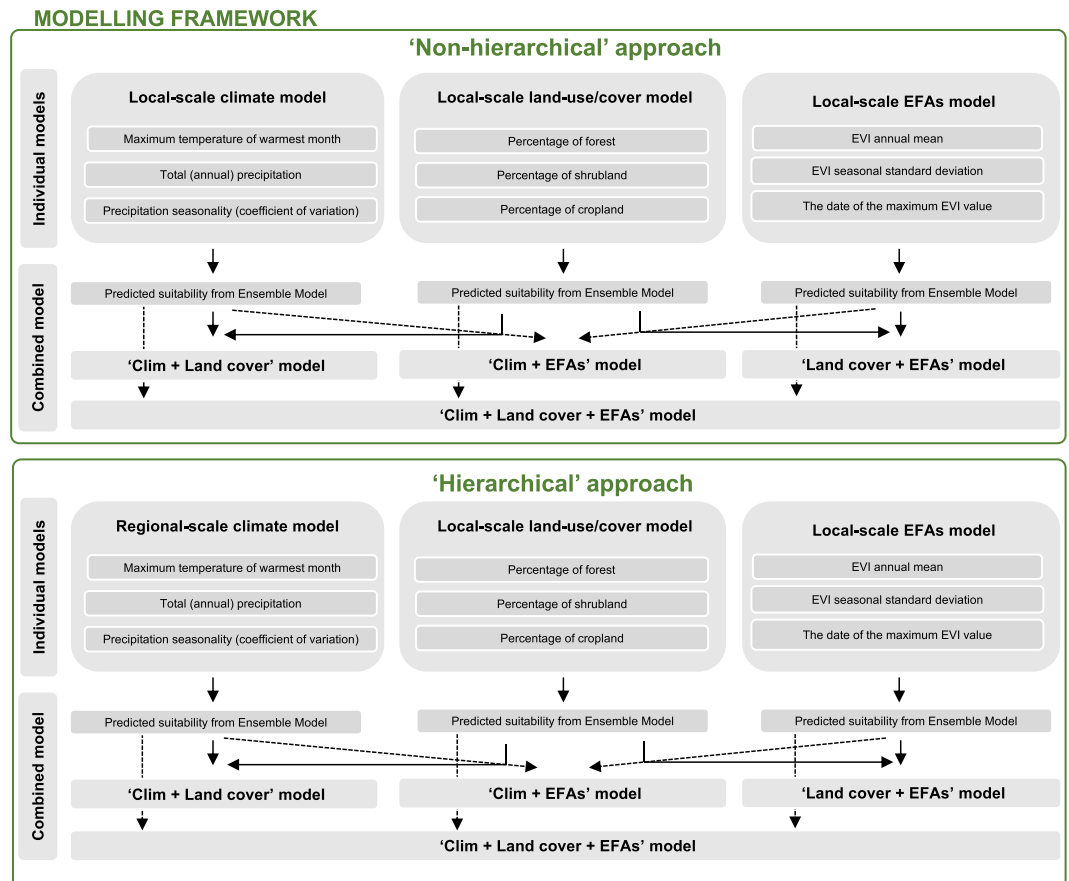 MODELLING FRAMEWORK
‘Non-hierarchical’ approach
Individual models
Local-scale climate model
Maximum temperature of warmest month
Total (annual) precipitation
Precipitation seasonality (coefficient of variation)
Local-scale land-use/cover model
Percentage of forest
Percentage of shrubland
Percentage of cropland
Local-scale EFAs model
EVI annual mean
EVI seasonal standard deviation
The date of the maximum EVI value
Combined model
Predicted suitability from Ensemble Model
Predicted suitability from Ensemble Model
Predicted suitability from Ensemble Model
‘Clim + Land cover’ model
‘Clim + EFAs’ model
‘Land cover + EFAs’ model
‘Clim + Land cover + EFAs’ model
‘Hierarchical’ approach
Individual models
Regional-scale climate model
Maximum temperature of warmest month
Total (annual) precipitation
Precipitation seasonality (coefficient of variation)
Local-scale land-use/cover model
Percentage of forest
Percentage of shrubland
Percentage of cropland
Local-scale EFAs model
EVI annual mean
EVI seasonal standard deviation
The date of the maximum EVI value
Combined model
Predicted suitability from Ensemble Model
Predicted suitability from Ensemble Model
Predicted suitability from Ensemble Model
‘Clim + Land cover’ model
‘Clim + EFAs’ model
‘Land cover + EFAs’ model
‘Clim + Land cover + EFAs’ model